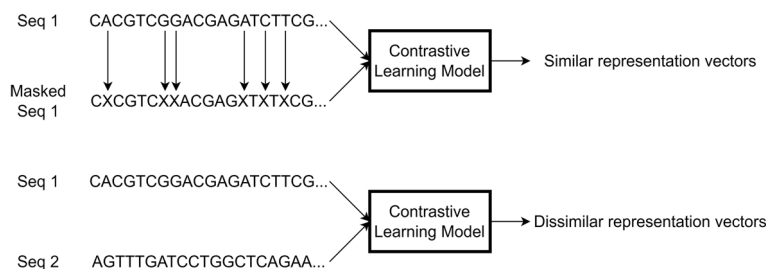 Seq 1
CACGTCGGACGAGATCTTCG...
Contrastive
Learning Model
Similar representation vectors
Masked
Seq 1
CXCGTCXXACGAGXTXTXCG...
Seq 1
CACGTCGGACGAGATCTTCG...
Contrastive
Learning Model
Dissimilar representation vectors
Seq 2
AGTTTGATCCTGGCTCAGAA...